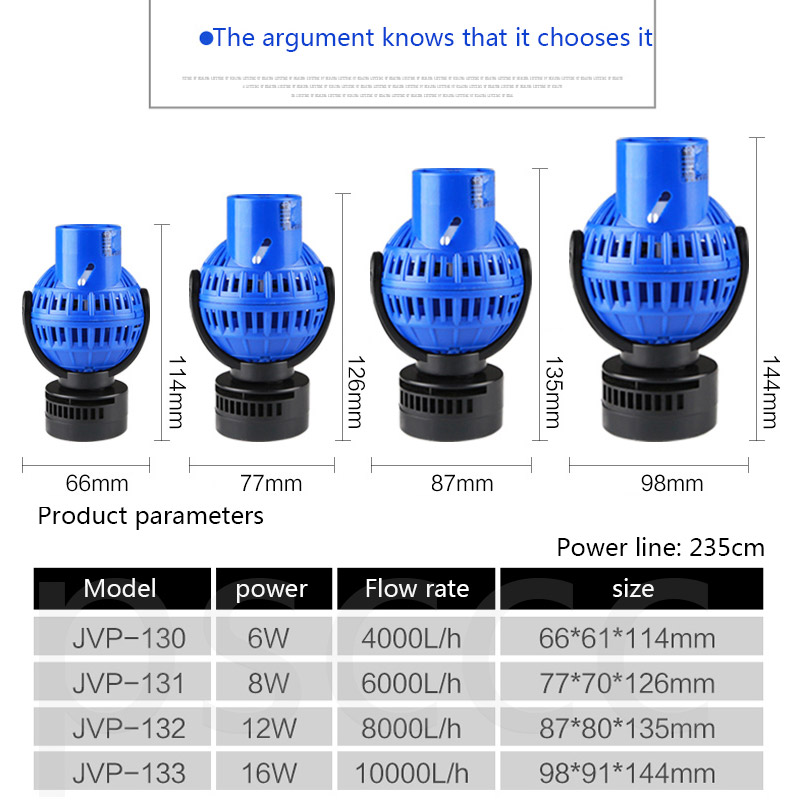 ●The argument knows that it chooses it
114mm
126mm
135mm
144mm
66mm
77mm
87mm
98mm
Product parameters
Power line: 235cm
Model power Flow rate size
JVP-130 6W 4000L/h 66*61*114mm
JVP-131 8W 6000L/h 77*70*126mm
JVP-132 12W 8000L/h 87*80*135mm
JVP-133 16W 10000L/h 98*91*144mm
psccc